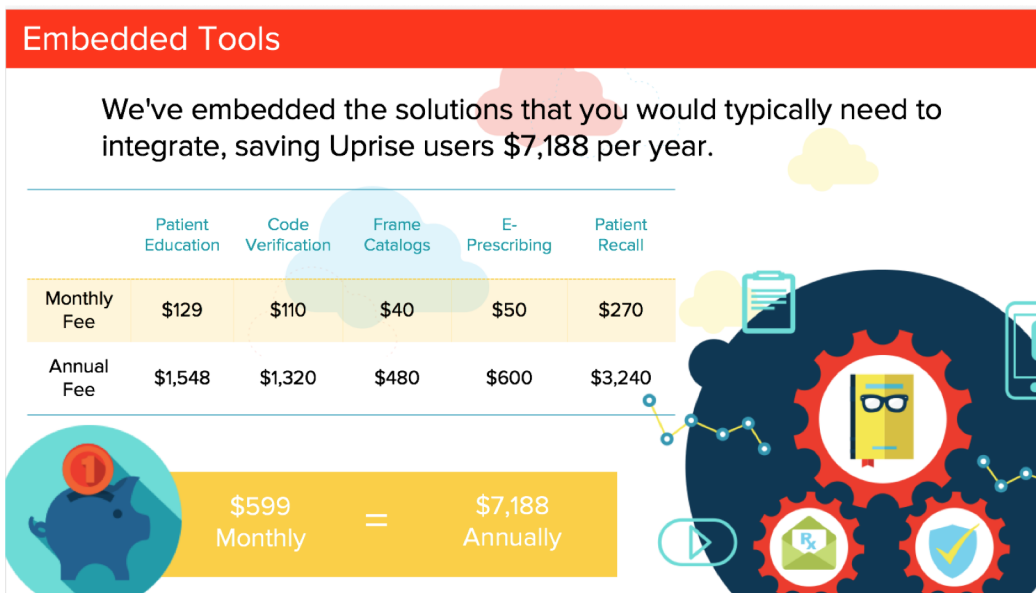 Embedded Tools
We've embedded the solutions that you would typically need to
integrate, saving Uprise users $7,188 per year.
Patient Education Code Verification Frame Catalogs E-Prescribing Patient Recall
Monthly Fee $129 $110 $40 $50 $270
Annual Fee $1,548 $1,320 $480 $600 $3,240
1
$599 Monthly = $7,188 Annually
Rx